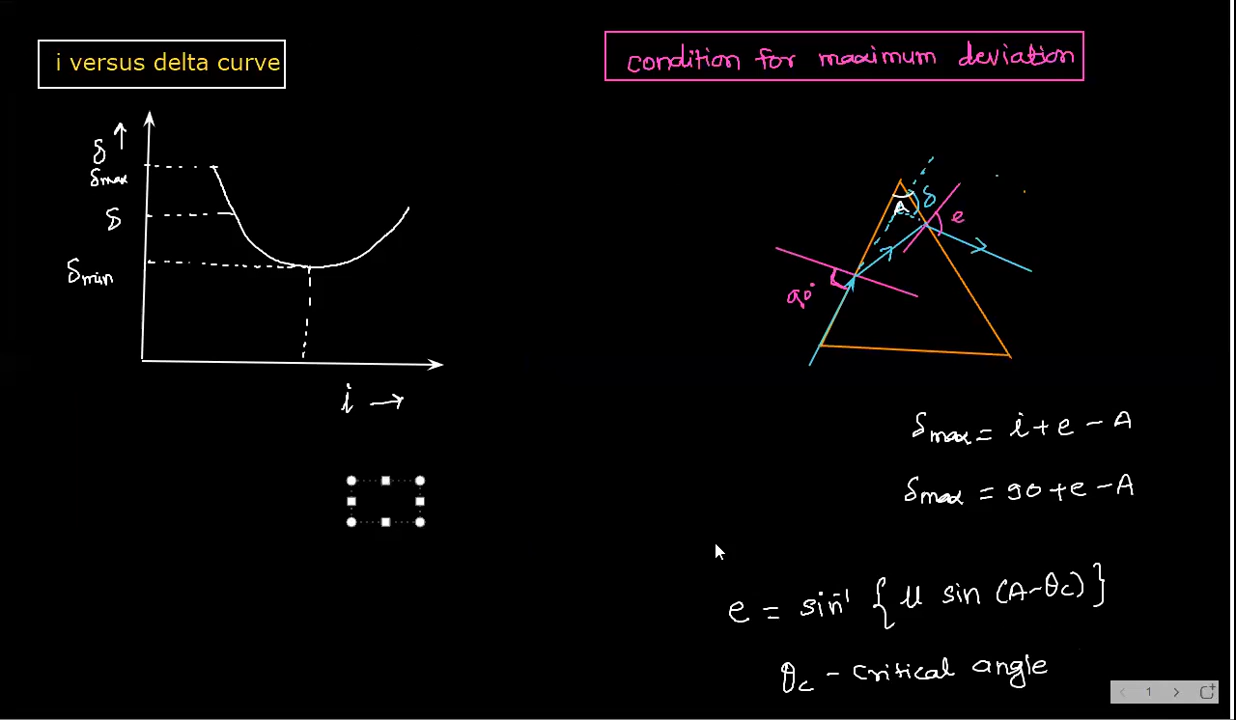 i versus delta curve
condition for maximum deviation
δ ↑
δmax
δ
δmin
i →
A
δ
e
90°
δmax = i + e - A
δmax = 90 + e - A
e = sin⁻¹ { μ sin (A-θc) }
θc - critical angle
1